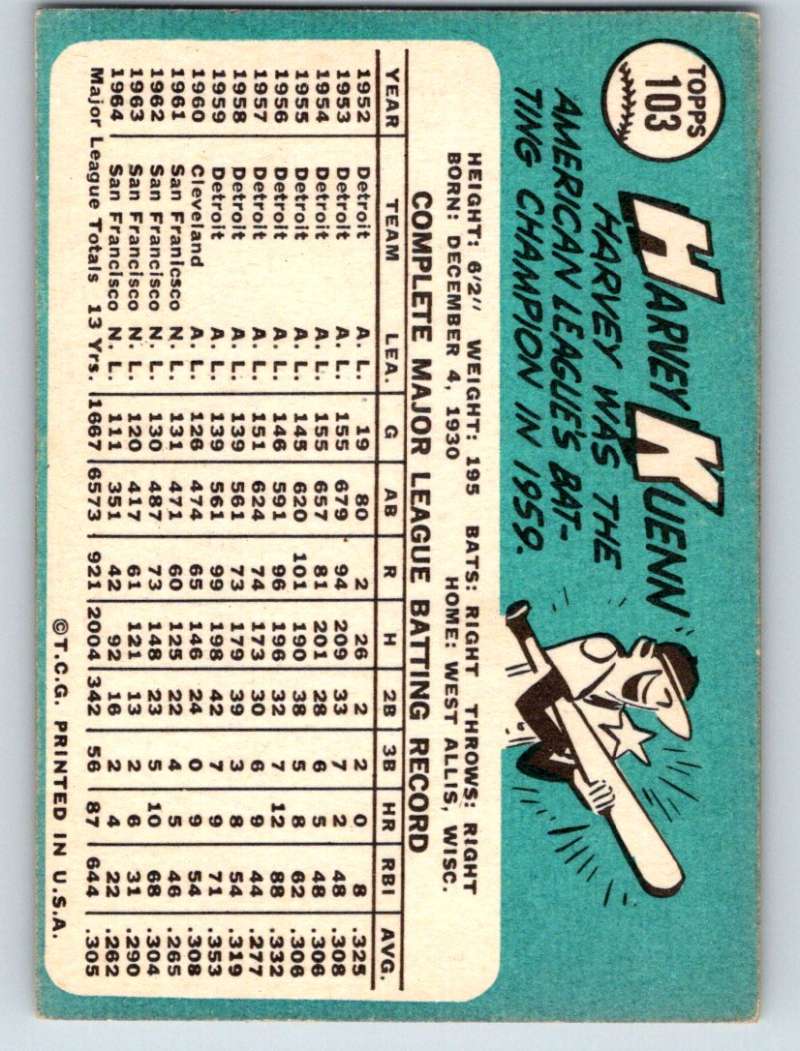 TOPPS
103
HARVEY KUENN
HARVEY WAS THE
AMERICAN LEAGUE'S BAT-
TING CHAMPION IN 1959.
HEIGHT: 6'2" WEIGHT: 195 BATS: RIGHT THROWS: RIGHT
BORN: DECEMBER 4, 1930 HOME: WEST ALLIS, WISC.
COMPLETE MAJOR LEAGUE BATTING RECORD
YEAR TEAM LEA. G AB R H 2B 3B HR RBI AVG.
1952 Detroit A. L. 19 80 2 26 2 2 0 8 .325
1953 Detroit A. L. 155 679 94 209 33 7 2 48 .308
1954 Detroit A. L. 155 657 81 201 28 6 5 48 .306
1955 Detroit A. L. 145 620 101 190 38 5 8 62 .306
1956 Detroit A. L. 146 591 96 196 32 7 12 88 .332
1957 Detroit A. L. 151 624 74 173 30 6 9 44 .277
1958 Detroit A. L. 139 561 73 179 39 3 8 54 .319
1959 Detroit A. L. 139 561 99 198 42 7 9 71 .353
1960 Cleveland A. L. 126 474 65 146 24 0 9 54 .308
1961 San Franicsco N. L. 131 471 60 125 22 4 5 46 .265
1962 San Francisco N. L. 130 487 73 148 23 5 10 68 .304
1963 San Francisco N. L. 120 417 61 121 13 2 6 31 .290
1964 San Francisco N. L. 111 351 42 92 16 2 4 22 .262
Major League Totals 13 Yrs. 1667 6573 921 2004 342 56 87 644 .305
©T.C.G. PRINTED IN U.S.A.